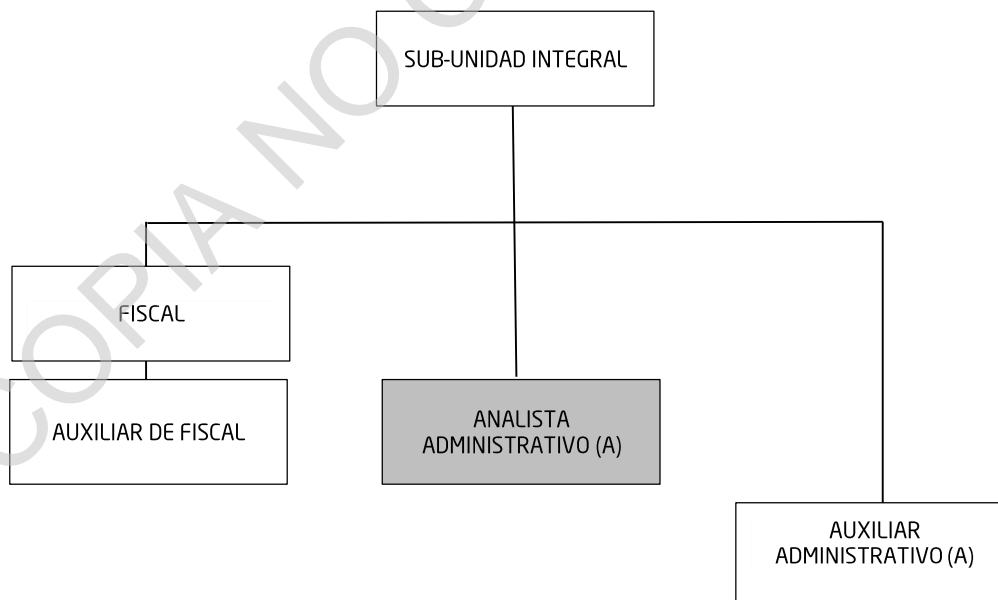 SUB-UNIDAD INTEGRAL
FISCAL
AUXILIAR DE FISCAL
ANALISTA
ADMINISTRATIVO (A)
AUXILIAR
ADMINISTRATIVO (A)
COPIA NO